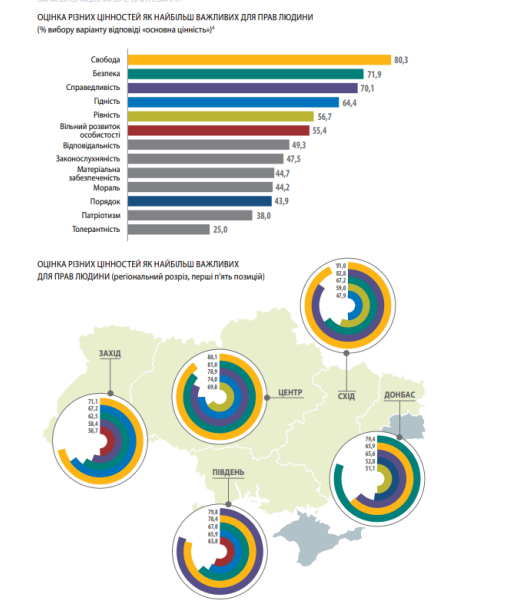 ОЦІНКА РІЗНИХ ЦІННОСТЕЙ ЯК НАЙБІЛЬШ ВАЖЛИВИХ ДЛЯ ПРАВ ЛЮДИНИ
(% вибору варіанту відповіді «основна цінність»)⁴
Свобода 80,3
Безпека 71,9
Справедливість 70,1
Гідність 64,4
Рівність 56,7
Вільний розвиток
особистості 55,4
Відповідальність 49,3
Законослухняність 47,5
Матеріальна
забезпеченість 44,7
Мораль 44,2
Порядок 43,9
Патріотизм 38,0
Толерантність 25,0
ОЦІНКА РІЗНИХ ЦІННОСТЕЙ ЯК НАЙБІЛЬШ ВАЖЛИВИХ
ДЛЯ ПРАВ ЛЮДИНИ (регіональний розріз, перші п'ять позицій)
91,0
82,8
67,2
59,0
47,9
СХІД
ЗАХІД
71,1
67,2
62,5
58,4
56,7
88,1
81,8
78,9
74,8
69,8
ЦЕНТР
ДОНБАС
79,4
65,9
65,6
52,8
51,1
ПІВДЕНЬ
79,8
78,4
67,0
65,9
63,8